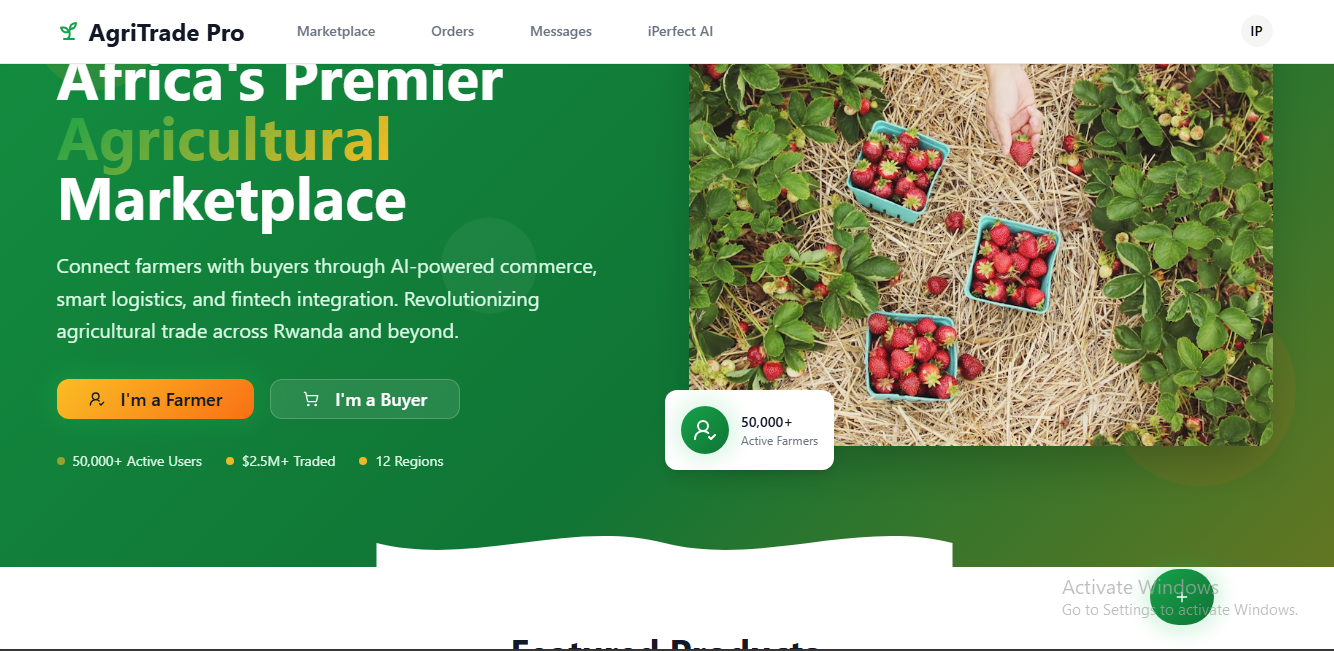 AgriTrade Pro
Marketplace
Orders
Messages
iPerfect AI
IP
Africa's Premier
Agricultural
Marketplace
Connect farmers with buyers through AI-powered commerce,
smart logistics, and fintech integration. Revolutionizing
agricultural trade across Rwanda and beyond.
I'm a Farmer
I'm a Buyer
50,000+ Active Users
$2.5M+ Traded
12 Regions
50,000+
Active Farmers
Activate Windows
Go to Settings to activate Windows.
+
Featured Products